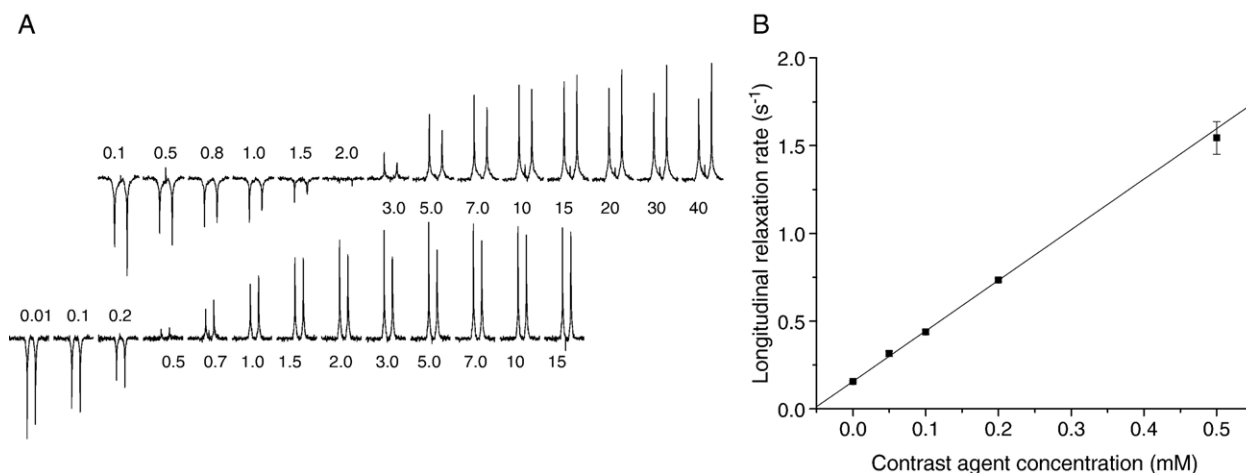 A
0.1 0.5 0.8 1.0 1.5 2.0
3.0 5.0 7.0 10 15 20 30 40
0.01 0.1 0.2
0.5 0.7 1.0 1.5 2.0 3.0 5.0 7.0 10 15
B
Longitudinal relaxation rate (s⁻¹)
2.0
1.5
1.0
0.5
0.0
0.0 0.1 0.2 0.3 0.4 0.5
Contrast agent concentration (mM)